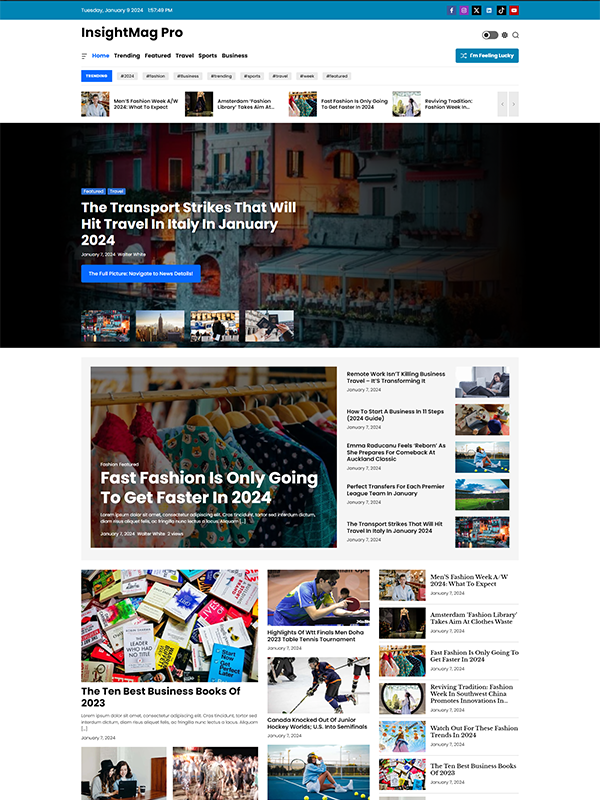 Tuesday, January 9 2024 1:57:49 PM
InsightMag Pro
Home Trending Featured Travel Sports Business
I'm Feeling Lucky
TRENDING #2024 #fashion #Business #trending #sports #travel #week #featured
Men'S Fashion Week A/W
2024: What To Expect
Amsterdam 'Fashion
Library' Takes Aim At...
Fast Fashion Is Only Going
To Get Faster In 2024
Reviving Tradition:
Fashion Week In...
Featured Travel
The Transport Strikes That Will
Hit Travel In Italy In January
2024
January 7, 2024 Walter White
The Full Picture: Navigate to News Details!
Fashion Featured
Fast Fashion Is Only Going
To Get Faster In 2024
Lorem ipsum dolor sit amet, consectetur adipiscing elit. Cras tincidunt, tortor sed interdum dictum,
diam risus aliquet felis, ac fringilla nunc lectus a lacus. Aliquam [...]
January 7, 2024 Walter White 2 views
Remote Work Isn'T Killing Business
Travel – It'S Transforming It
January 7, 2024
How To Start A Business In 11 Steps
(2024 Guide)
January 7, 2024
Emma Raducanu Feels 'Reborn' As
She Prepares For Comeback At
Auckland Classic
January 7, 2024
Perfect Transfers For Each Premier
League Team In January
January 7, 2024
The Transport Strikes That Will Hit
Travel In Italy In January 2024
January 7, 2024
THE
LEADER
WHO HAD
NO TITLE
The Ten Best Business Books Of
2023
Lorem ipsum dolor sit amet, consectetur adipiscing elit. Cras tincidunt, tortor sed
interdum dictum, diam risus aliquet felis, ac fringilla nunc lectus a lacus. Aliquam
[...]
January 7, 2024
Highlights Of Wtt Finals Men Doha
2023 Table Tennis Tournament
January 7, 2024
Canada Knocked Out Of Junior
Hockey Worlds; U.S. Into Semifinals
January 7, 2024
Men'S Fashion Week A/W
2024: What To Expect
January 7, 2024
Amsterdam 'Fashion Library'
Takes Aim At Clothes Waste
January 7, 2024
Fast Fashion Is Only Going To
Get Faster In 2024
January 7, 2024
Reviving Tradition: Fashion
Week In Southwest China
Promotes Innovations In...
January 7, 2024
Watch Out For These Fashion
Trends In 2024
January 7, 2024
The Ten Best Business Books
Of 2023
January 7, 2024